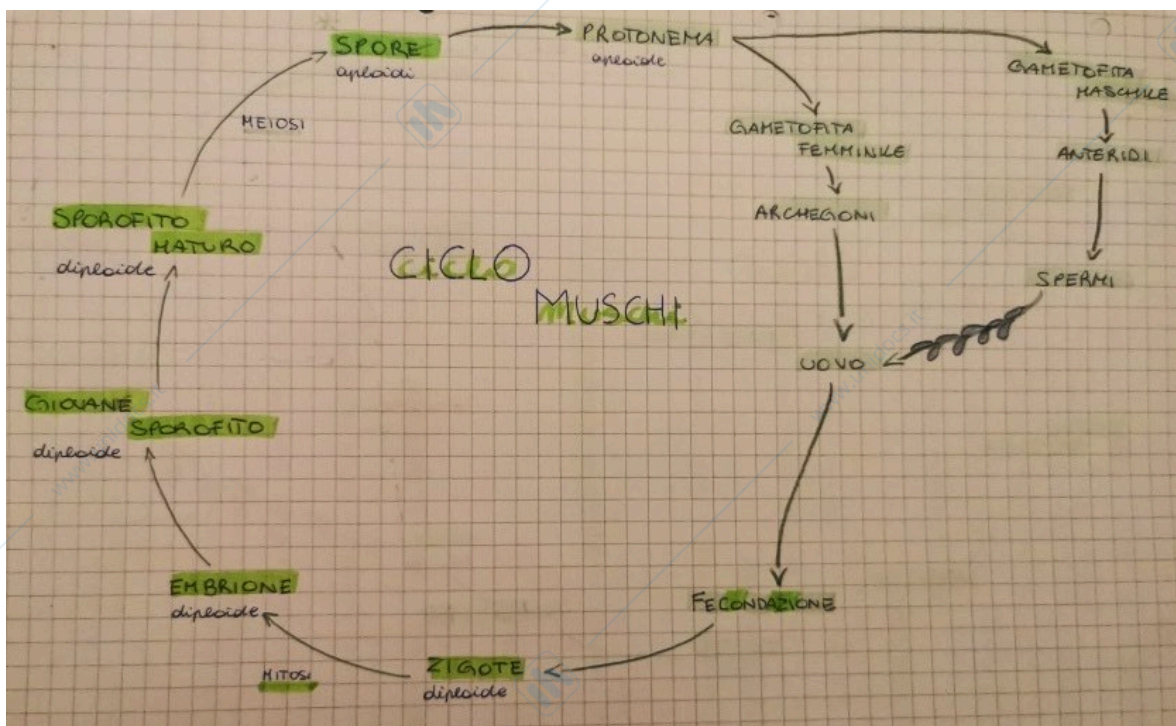 SPORE
aploidi
PROTONEMA
aploide
GAMETOFITA
MASCHILE
GAMETOFITA
FEMMINILE
ANTERIDI
ARCHEGONI
SPERMI
UOVO
FECONDAZIONE
ZIGOTE
diploide
MITOSI
EMBRIONE
diploide
GIOVANE
SPOROFITO
diploide
SPOROFITO
MATURO
diploide
MEIOSI
CICLO
MUSCHI